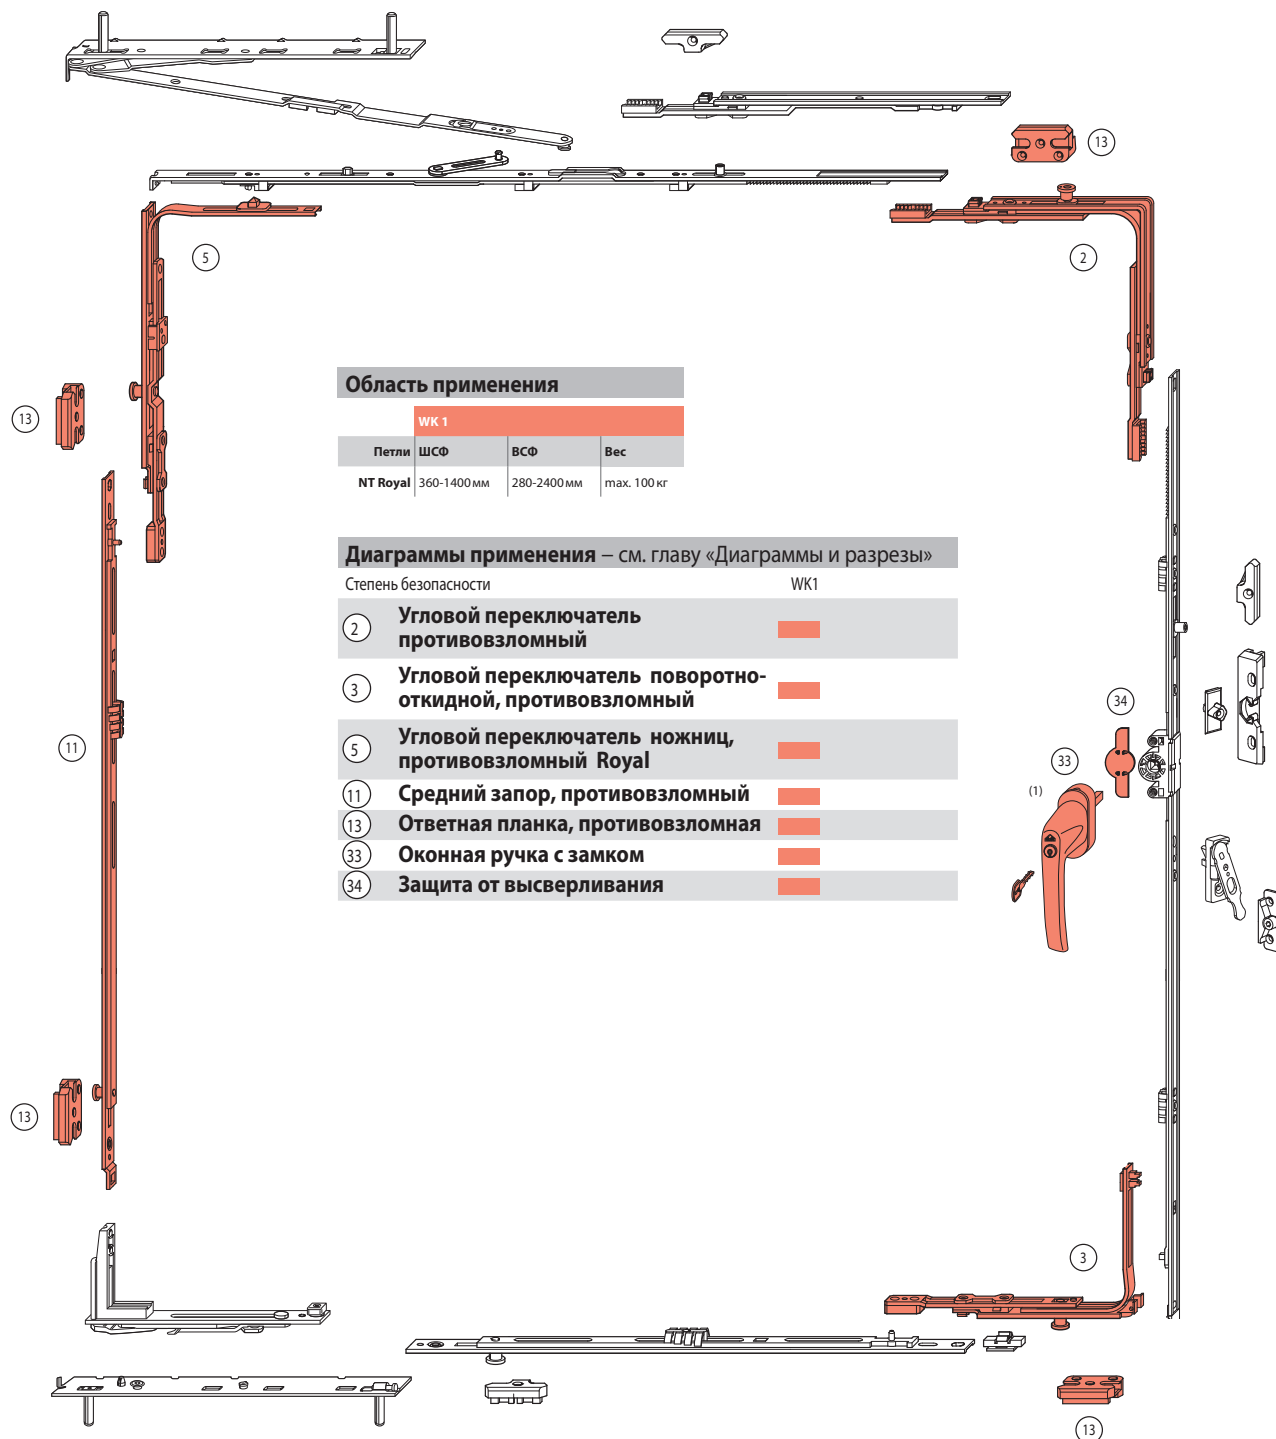 13
5
2
13
Область применения
WK 1
Петли ШСФ ВСФ Вес
NT Royal 360-1400 мм 280-2400 мм max. 100 кг
Диаграммы применения – см. главу «Диаграммы и разрезы»
Степень безопасности WK1
2 Угловой переключатель
противовзломный
3 Угловой переключатель поворотно-
откидной, противовзломный
5 Угловой переключатель ножниц,
противовзломный Royal
11 Средний запор, противовзломный
13 Ответная планка, противовзломная
33 Оконная ручка с замком
34 Защита от высверливания
34
11
33
(1)
13
3
13